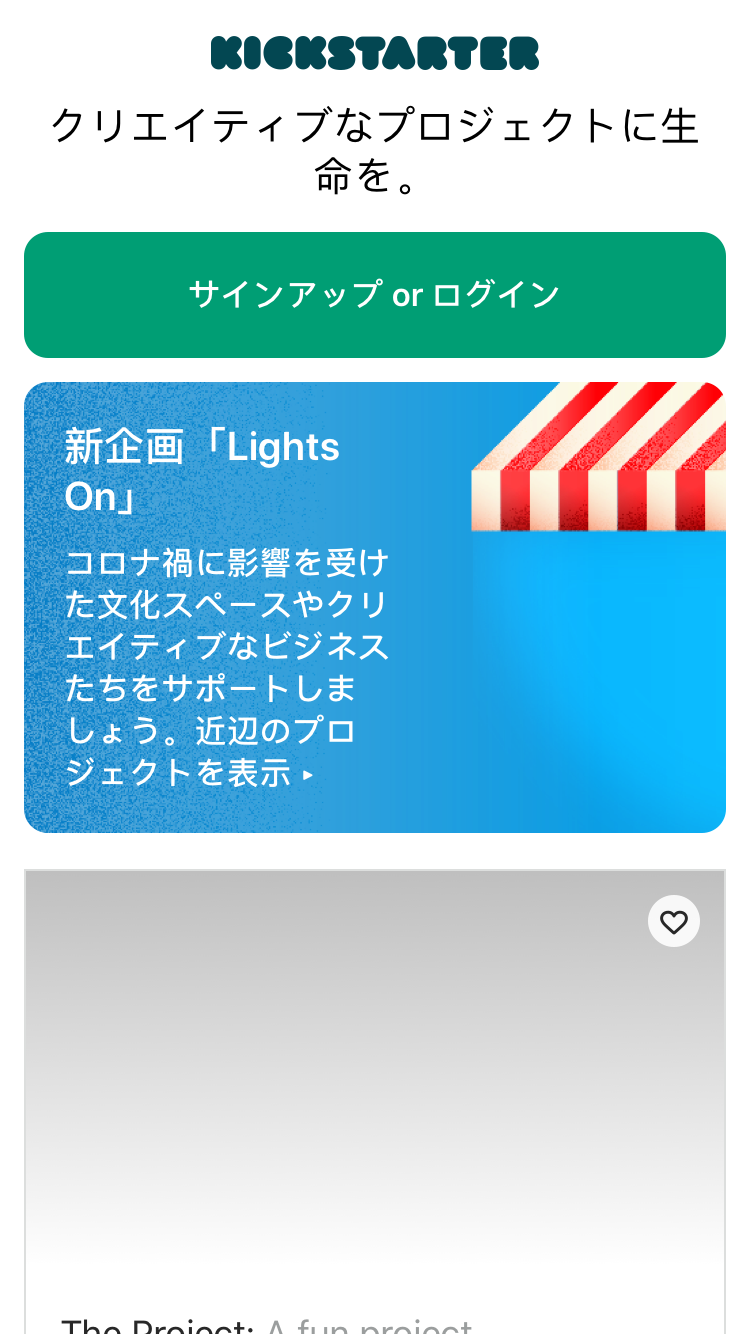 KICKSTARTER
クリエイティブなプロジェクトに生
命を。
サインアップ or ログイン
新企画「Lights
On」
コロナ禍に影響を受け
た文化スペースやクリ
エイティブなビジネス
たちをサポートしま
しょう。近辺のプロ
ジェクトを表示 ▸
The Project: A fun project